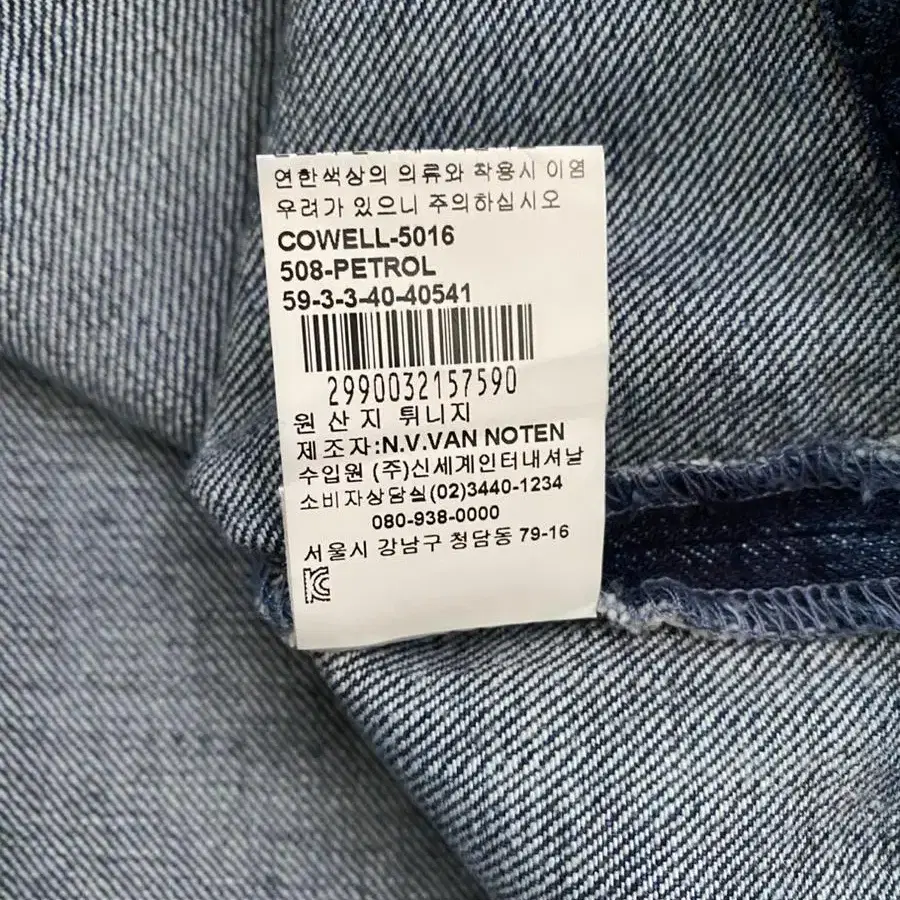 연한색상의 의류와 착용시 이염
우려가 있으니 주의하십시오
COWELL-5016
508-PETROL
59-3-3-40-40541
2990032157590
원 산 지 튀니지
제조자:N.V.VAN NOTEN
수입원 (주)신세계인터내셔날
소비자상담실(02)3440-1234
080-938-0000
서울시 강남구 청담동 79-16